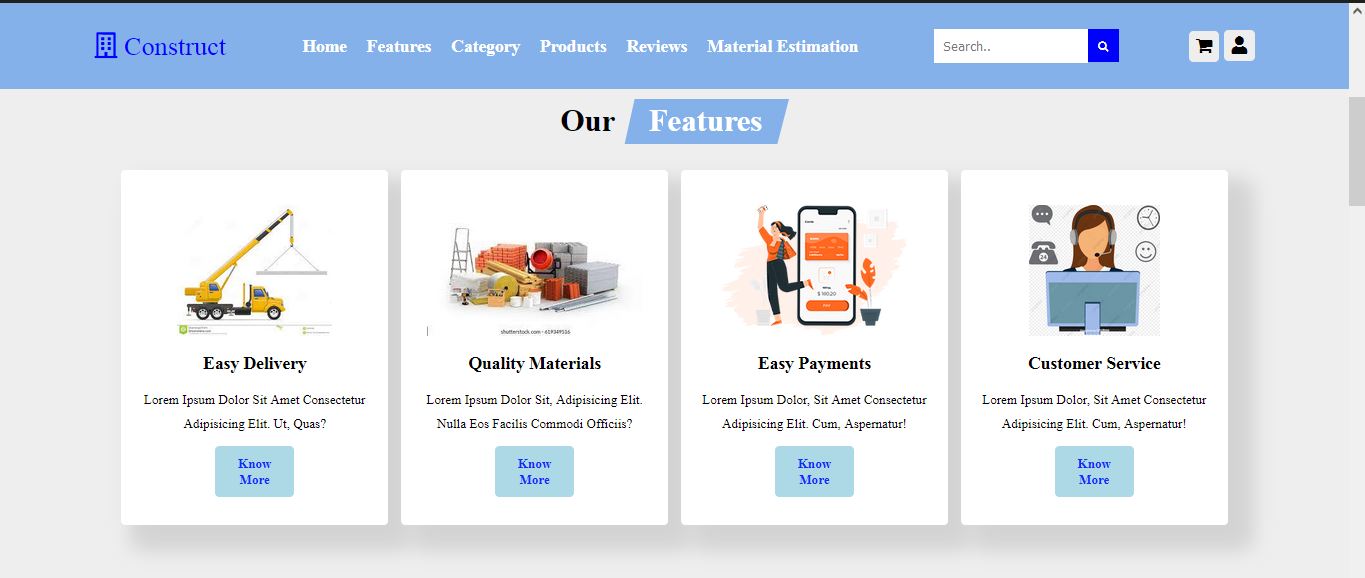 Construct
Home Features Category Products Reviews Material Estimation
Search..
Our Features
shutterstock.com • 619349516
24
$ 180.20
Easy Delivery
Lorem Ipsum Dolor Sit Amet Consectetur
Adipisicing Elit. Ut, Quas?
Know
More
Quality Materials
Lorem Ipsum Dolor Sit, Adipisicing Elit.
Nulla Eos Facilis Commodi Officiis?
Know
More
Easy Payments
Lorem Ipsum Dolor, Sit Amet Consectetur
Adipisicing Elit. Cum, Aspernatur!
Know
More
Customer Service
Lorem Ipsum Dolor, Sit Amet Consectetur
Adipisicing Elit. Cum, Aspernatur!
Know
More